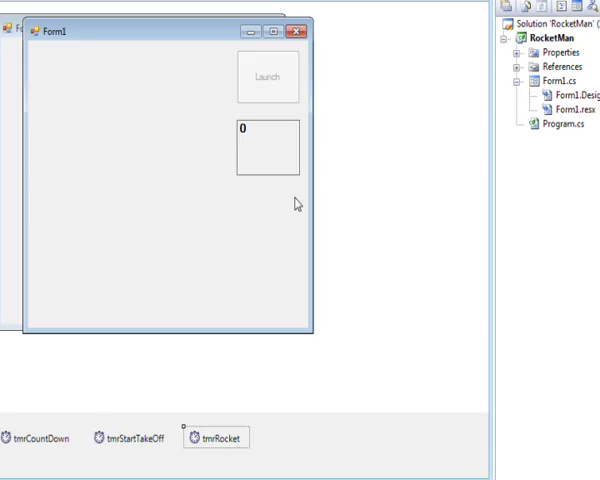 Fo
Form1
Launch
0
tmrCountDown
tmrStartTakeOff
tmrRocket
Solution 'RocketMan' (
RocketMan
Properties
References
Form1.cs
Form1.Desig
Form1.resx
Program.cs